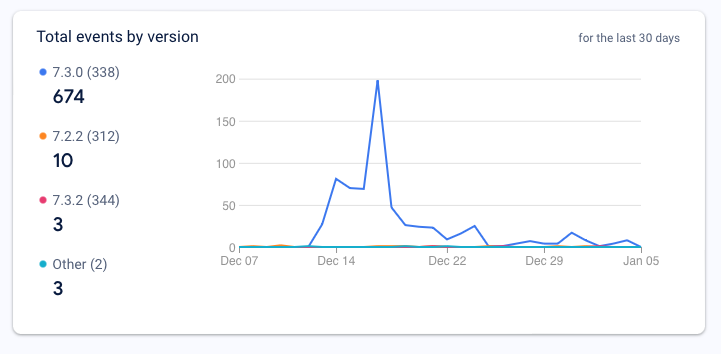 Total events by version
for the last 30 days
7.3.0 (338)
674
7.2.2 (312)
10
7.3.2 (344)
3
Other (2)
3
200
150
100
50
0
Dec 07
Dec 14
Dec 22
Dec 29
Jan 05